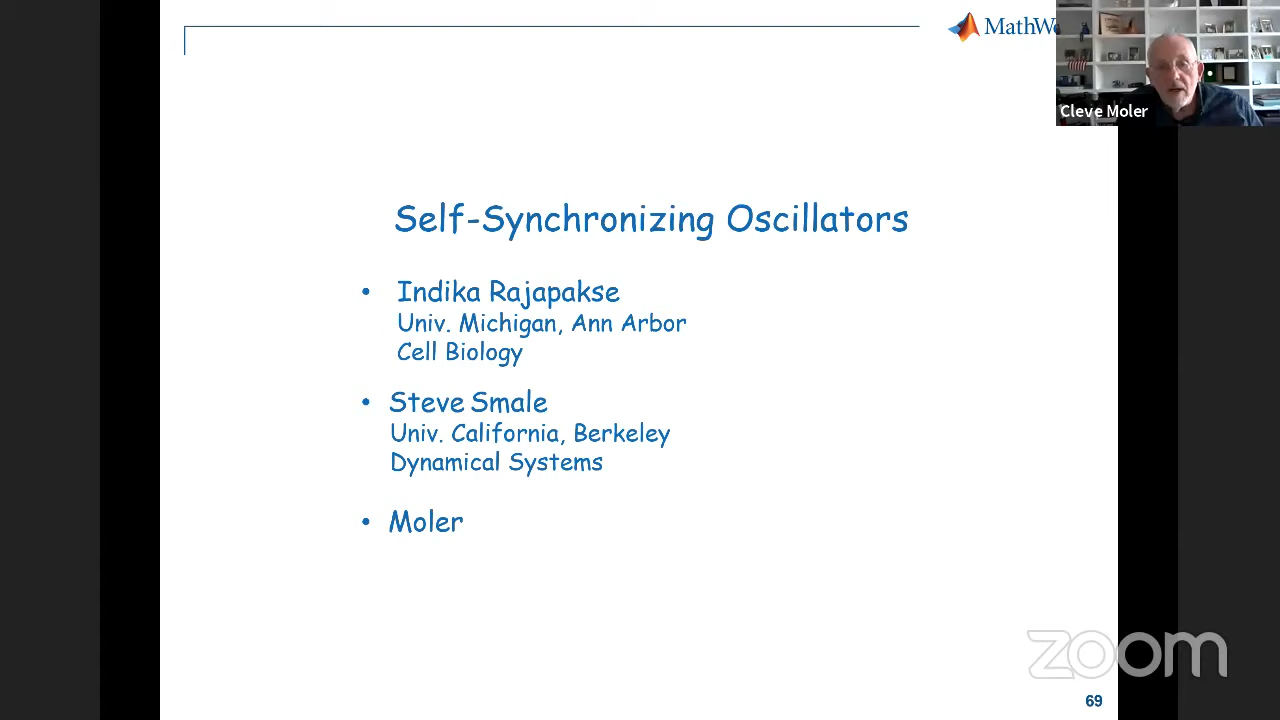 MathWo
Cleve Moler
Self-Synchronizing Oscillators
• Indika Rajapakse
Univ. Michigan, Ann Arbor
Cell Biology
• Steve Smale
Univ. California, Berkeley
Dynamical Systems
• Moler
zoom
69